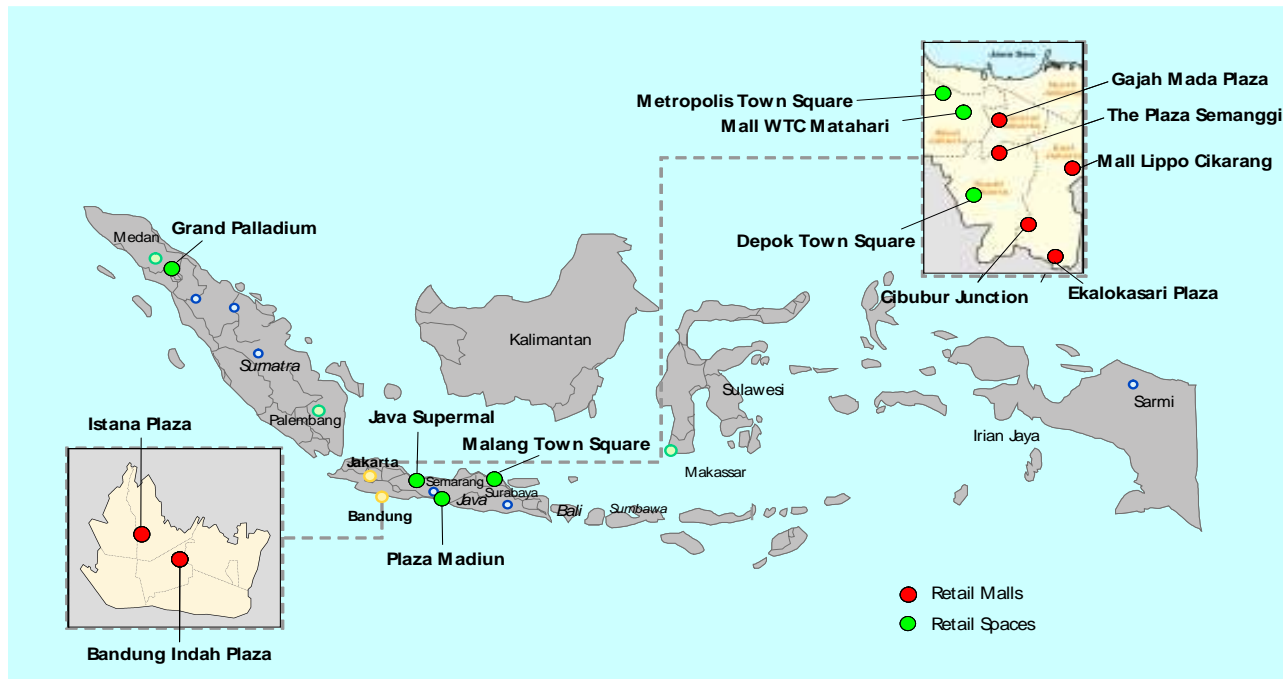 Metropolis Town Square
Mall WTC Matahari
Gajah Mada Plaza
The Plaza Semanggi
Mall Lippo Cikarang
Depok Town Square
Cibubur Junction
Ekalokasari Plaza
Grand Palladium
Medan
Sumatra
Palembang
Kalimantan
Sulawesi
Makassar
Irian Jaya
Sarmi
Istana Plaza
Java Supermal
Malang Town Square
Jakarta
Semarang
Java
Surabaya
Bali
Sumbawa
Bandung
Plaza Madiun
Bandung Indah Plaza
Retail Malls
Retail Spaces